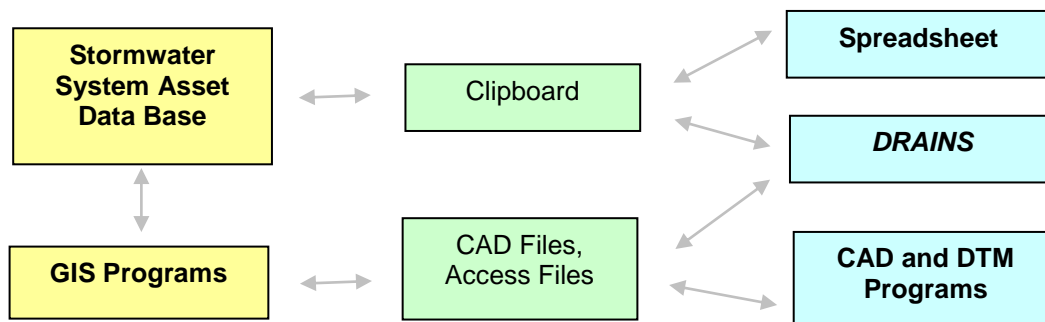 Stormwater
System Asset
Data Base
Clipboard
Spreadsheet
DRAINS
GIS Programs
CAD Files,
Access Files
CAD and DTM
Programs